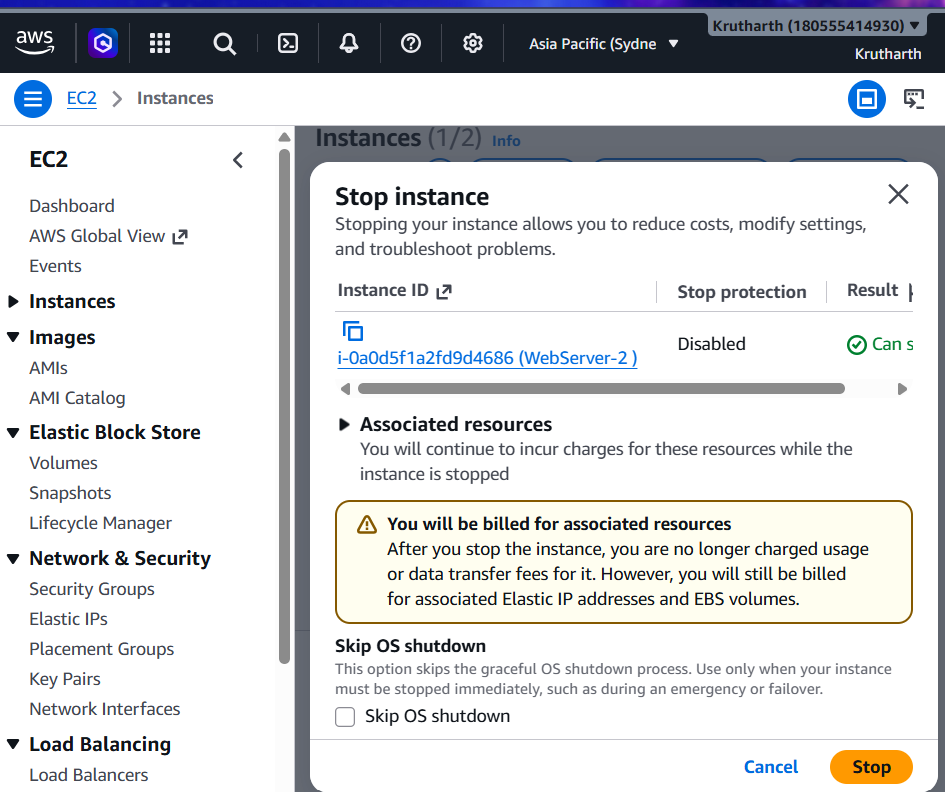 aws
Asia Pacific (Sydne
Krutharth (180555414930)
Krutharth
EC2
Instances
EC2
Dashboard
AWS Global View
Events
Instances
Images
AMIs
AMI Catalog
Elastic Block Store
Volumes
Snapshots
Lifecycle Manager
Network & Security
Security Groups
Elastic IPs
Placement Groups
Key Pairs
Network Interfaces
Load Balancing
Load Balancers
Instances (1/2) Info
Stop instance
Stopping your instance allows you to reduce costs, modify settings,
and troubleshoot problems.
Instance ID
Stop protection
Result
i-0a0d5f1a2fd9d4686 (WebServer-2 )
Disabled
Can s
Associated resources
You will continue to incur charges for these resources while the
instance is stopped
You will be billed for associated resources
After you stop the instance, you are no longer charged usage
or data transfer fees for it. However, you will still be billed
for associated Elastic IP addresses and EBS volumes.
Skip OS shutdown
This option skips the graceful OS shutdown process. Use only when your instance
must be stopped immediately, such as during an emergency or failover.
Skip OS shutdown
Cancel
Stop